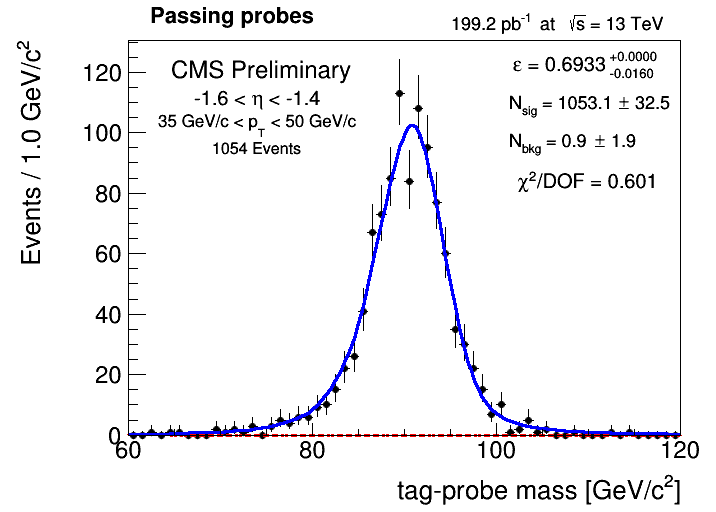 Passing probes
199.2 pb⁻¹ at √s = 13 TeV
CMS Preliminary
-1.6 < η < -1.4
35 GeV/c < p_T < 50 GeV/c
1054 Events
ε = 0.6933 +0.0000 -0.0160
N_sig = 1053.1 ± 32.5
N_bkg = 0.9 ± 1.9
χ²/DOF = 0.601
Events / 1.0 GeV/c²
120
100
80
60
40
20
0
60 80 100 120
tag-probe mass [GeV/c²]